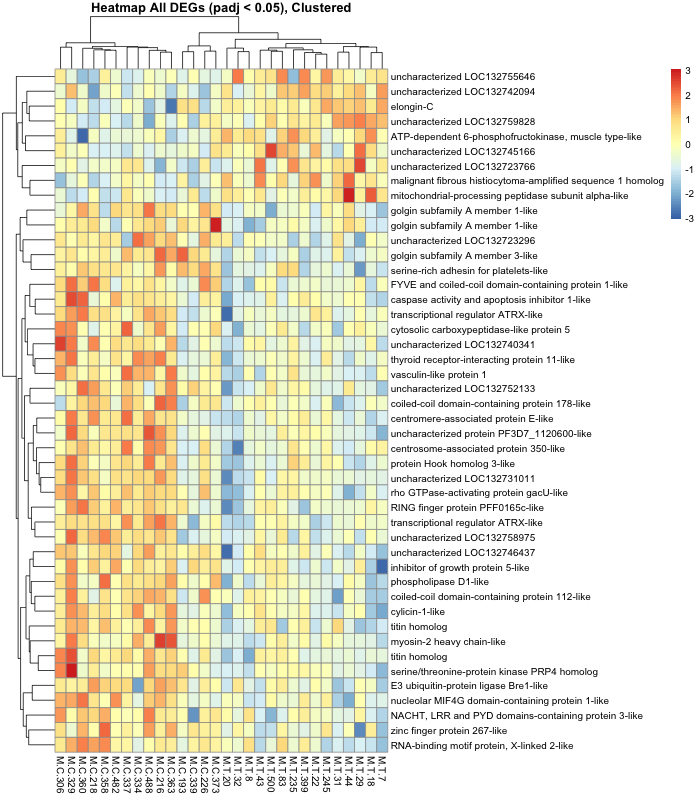 Heatmap All DEGs (padj < 0.05), Clustered
uncharacterized LOC132755646
uncharacterized LOC132742094
elongin-C
uncharacterized LOC132759828
ATP-dependent 6-phosphofructokinase, muscle type-like
uncharacterized LOC132745166
uncharacterized LOC132723766
malignant fibrous histiocytoma-amplified sequence 1 homolog
mitochondrial-processing peptidase subunit alpha-like
golgin subfamily A member 1-like
golgin subfamily A member 1-like
uncharacterized LOC132723296
golgin subfamily A member 3-like
serine-rich adhesin for platelets-like
FYVE and coiled-coil domain-containing protein 1-like
caspase activity and apoptosis inhibitor 1-like
transcriptional regulator ATRX-like
cytosolic carboxypeptidase-like protein 5
uncharacterized LOC132740341
thyroid receptor-interacting protein 11-like
vasculin-like protein 1
uncharacterized LOC132752133
coiled-coil domain-containing protein 178-like
centromere-associated protein E-like
uncharacterized protein PF3D7_1120600-like
centrosome-associated protein 350-like
protein Hook homolog 3-like
uncharacterized LOC132731011
rho GTPase-activating protein gacU-like
RING finger protein PFF0165c-like
transcriptional regulator ATRX-like
uncharacterized LOC132758975
uncharacterized LOC132746437
inhibitor of growth protein 5-like
phospholipase D1-like
coiled-coil domain-containing protein 112-like
cylicin-1-like
titin homolog
myosin-2 heavy chain-like
titin homolog
serine/threonine-protein kinase PRP4 homolog
E3 ubiquitin-protein ligase Bre1-like
nucleolar MIF4G domain-containing protein 1-like
NACHT, LRR and PYD domains-containing protein 3-like
zinc finger protein 267-like
RNA-binding motif protein, X-linked 2-like
3
2
1
0
-1
-2
-3
M.C.306
M.C.329
M.C.360
M.C.218
M.C.358
M.C.482
M.C.337
M.C.334
M.C.488
M.C.216
M.C.363
M.C.193
M.C.339
M.C.226
M.C.373
M.T.20
M.T.32
M.T.8
M.T.43
M.T.500
M.T.83
M.T.235
M.T.399
M.T.22
M.T.245
M.T.31
M.T.44
M.T.29
M.T.18
M.T.7